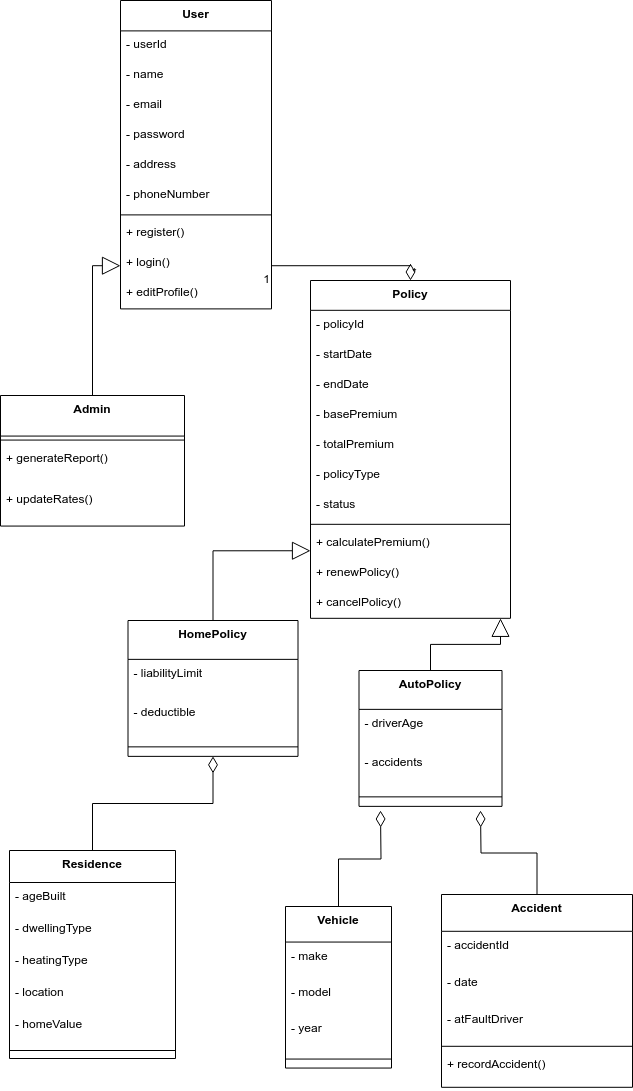 User
- userId
- name
- email
- password
- address
- phoneNumber
+ register()
+ login()
+ editProfile()
1
Policy
- policyId
- startDate
- endDate
- basePremium
- totalPremium
- policyType
- status
+ calculatePremium()
+ renewPolicy()
+ cancelPolicy()
Admin
+ generateReport()
+ updateRates()
HomePolicy
- liabilityLimit
- deductible
AutoPolicy
- driverAge
- accidents
Residence
- ageBuilt
- dwellingType
- heatingType
- location
- homeValue
Vehicle
- make
- model
- year
Accident
- accidentId
- date
- atFaultDriver
+ recordAccident()